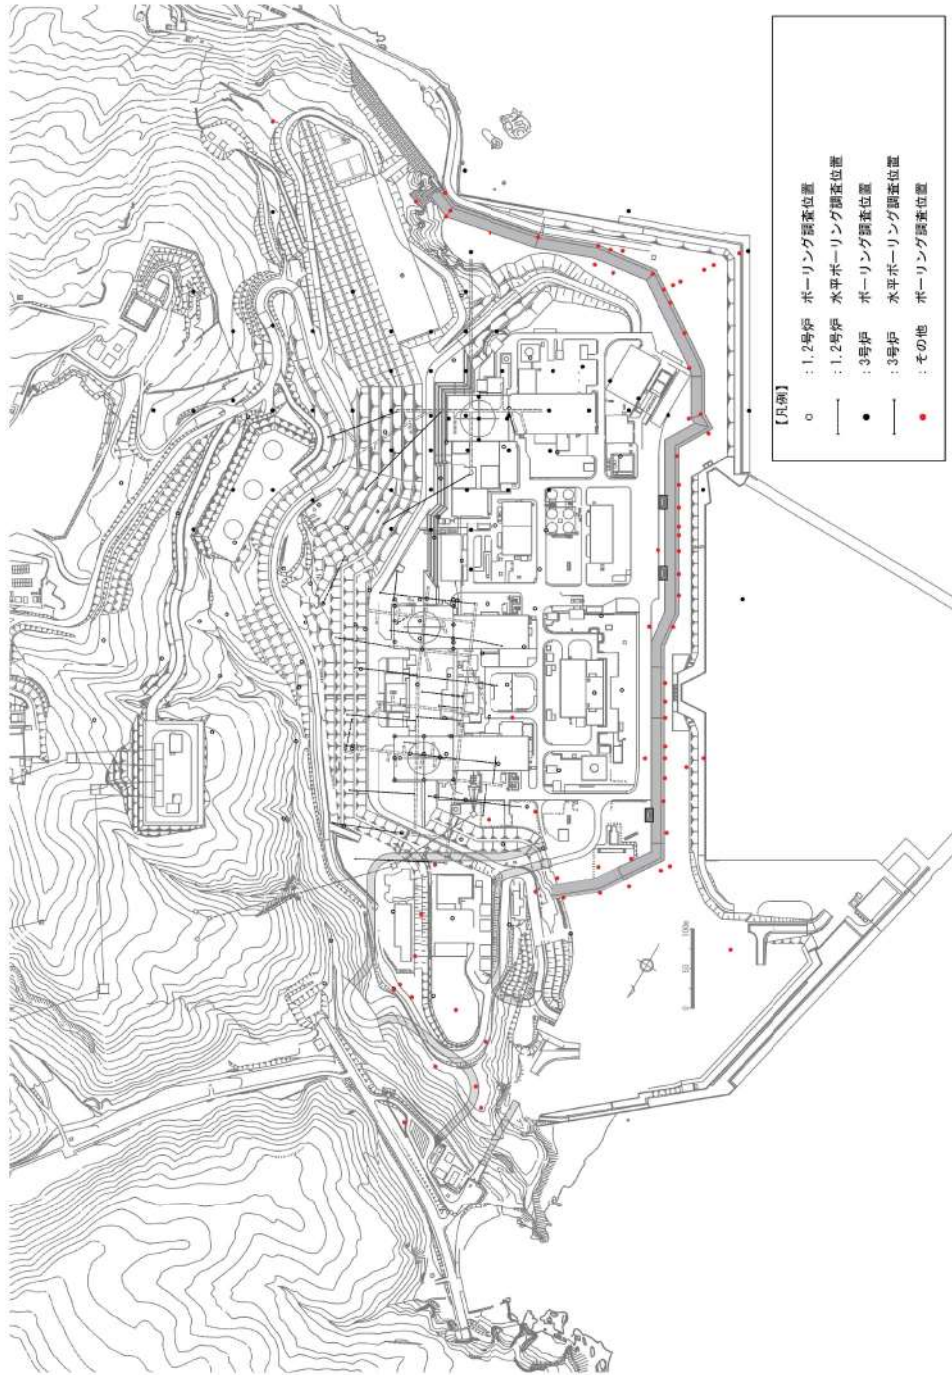 【凡例】
○ : 1,2号炉 ボーリング調査位置
: 1,2号炉 水平ボーリング調査位置
● : 3号炉 ボーリング調査位置
: 3号炉 水平ボーリング調査位置
● : その他 ボーリング調査位置
0 50 100m